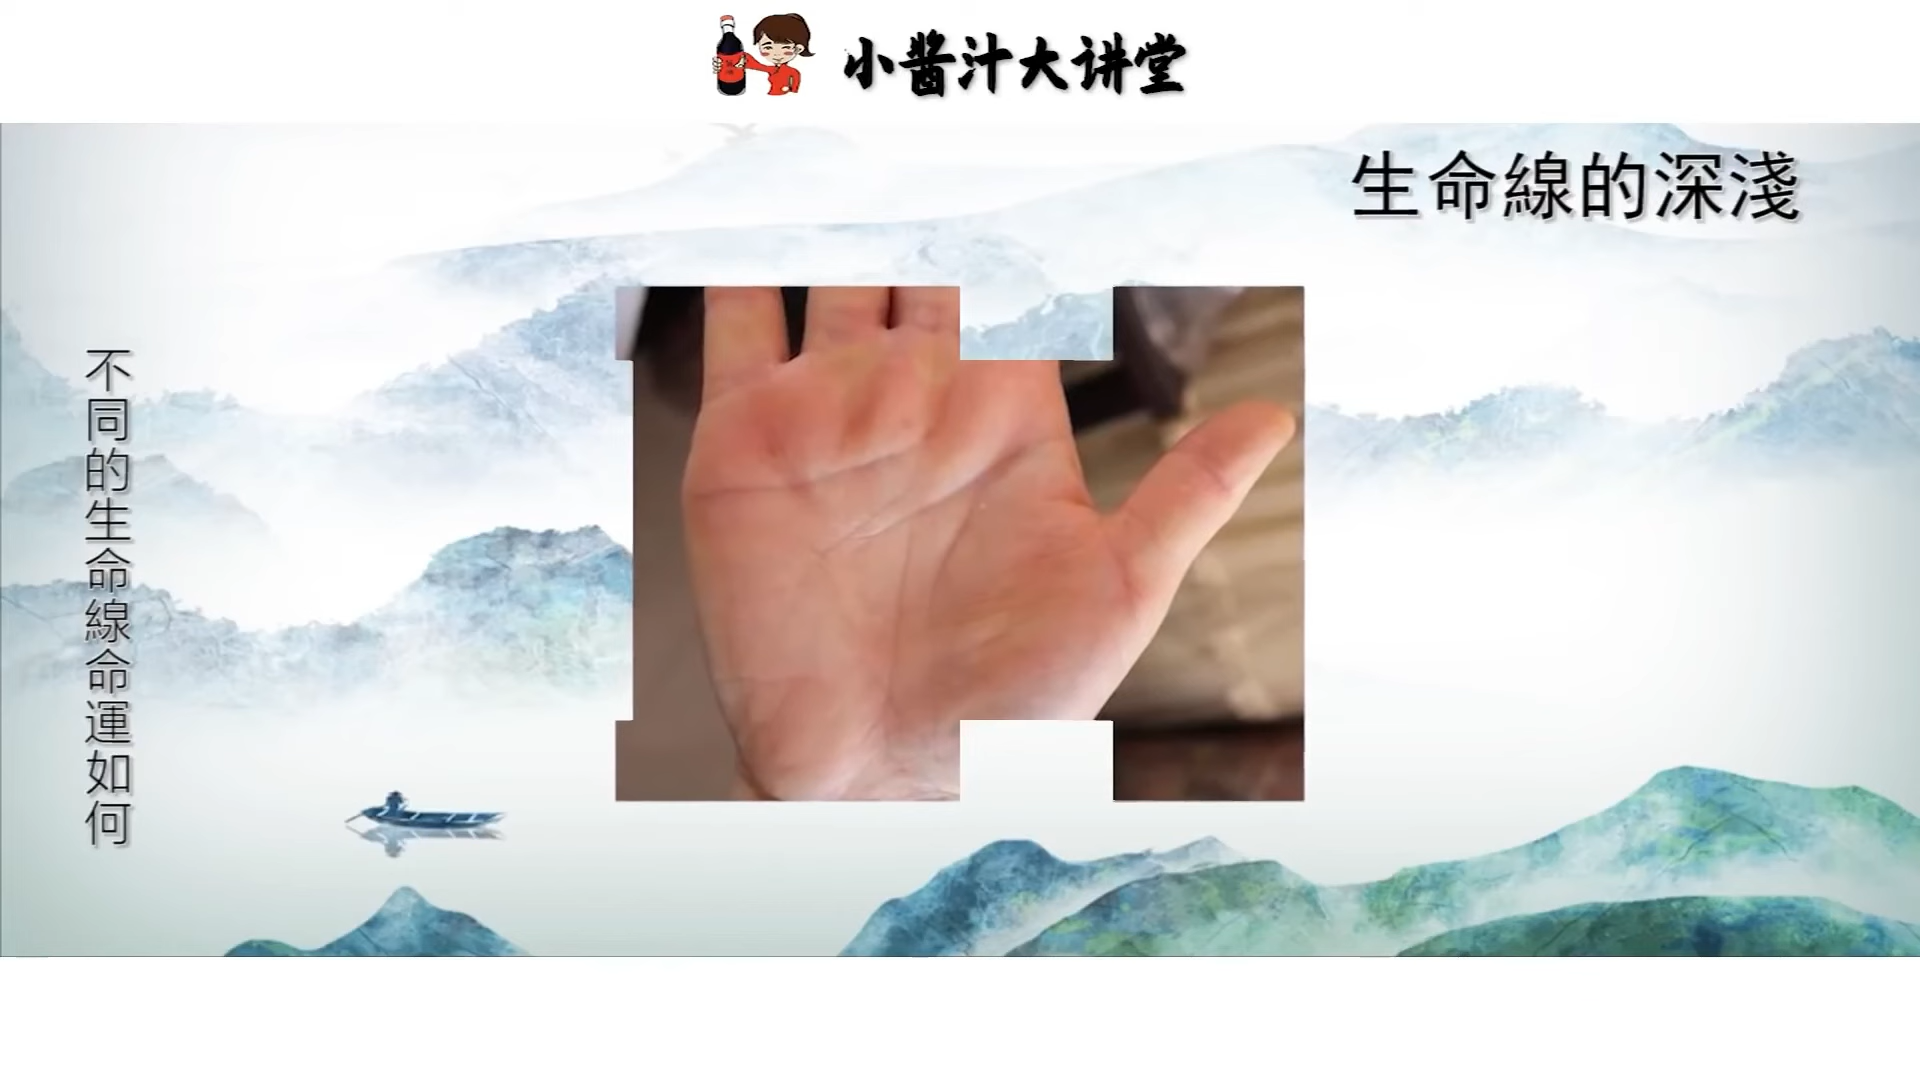 小酱汁大讲堂
生命線的深淺
不同的生命線命運如何